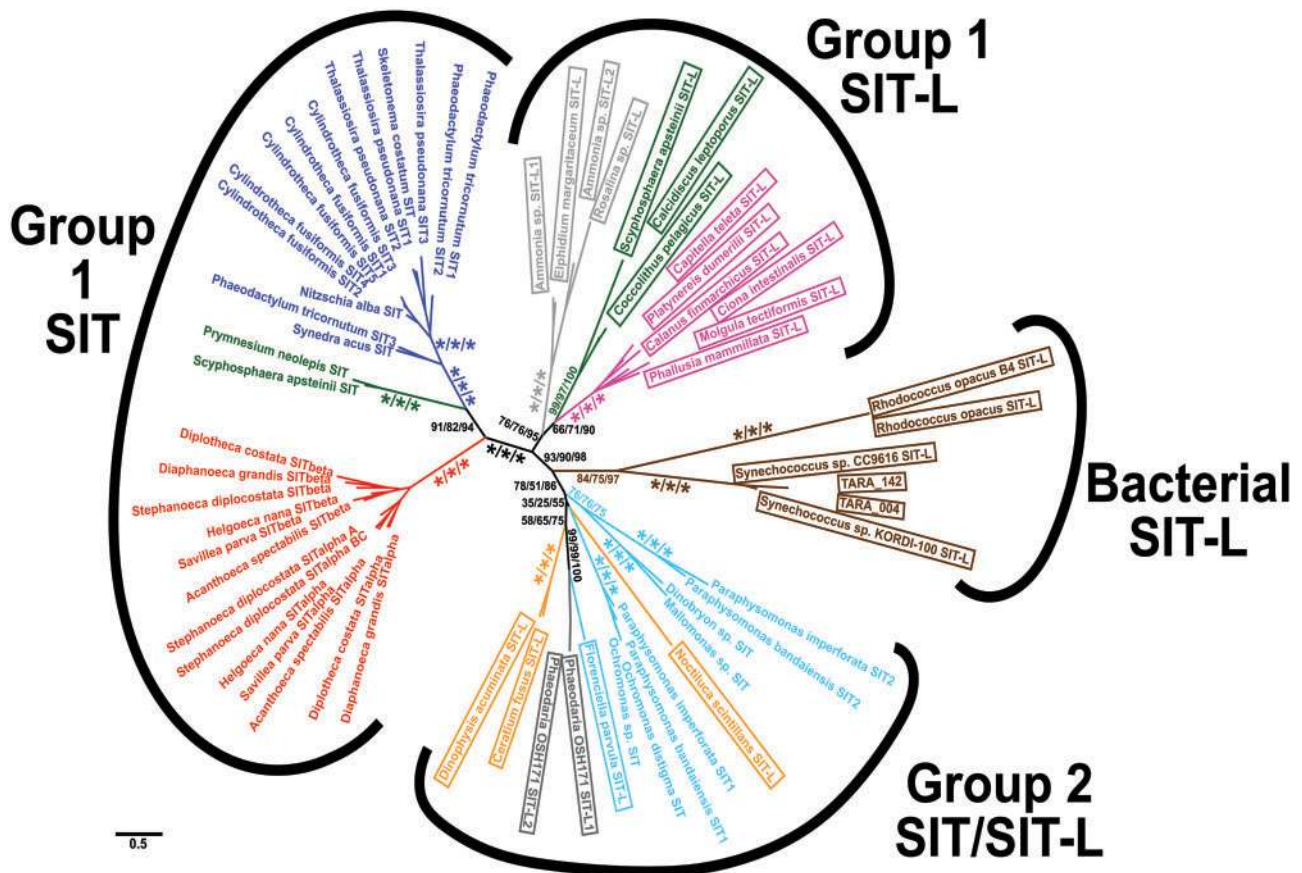 Group 1
SIT-L
Group
1
SIT
Bacterial
SIT-L
Group 2
SIT/SIT-L
Cylindrotheca fusiformis SIT2
Cylindrotheca fusiformis SIT4
Cylindrotheca fusiformis SIT5
Cylindrotheca fusiformis SIT1
Cylindrotheca fusiformis SIT3
Thalassiosira pseudonana SIT2
Thalassiosira pseudonana SIT1
Skeletonema costatum SIT
Thalassiosira pseudonana SIT3
Phaeodactylum tricornutum SIT2
Phaeodactylum tricornutum SIT1
Nitzschia alba SIT
Phaeodactylum tricornutum SIT3
Synedra acus SIT
Prymnesium neolepis SIT
Scyphosphaera apsteinii SIT
*/*/*
*/*/*
*/*/*
91/82/94
*/*/*
Diplotheca costata SITbeta
Diaphanoeca grandis SITbeta
Stephanoeca diplocostata SITbeta
Helgoeca nana SITbeta
Savillea parva SITbeta
Acanthoeca spectabilis SITbeta
Stephanoeca diplocostata SITalpha A
Stephanoeca diplocostata SITalpha BC
Helgoeca nana SITalpha
Savillea parva SITalpha
Acanthoeca spectabilis SITalpha
Diplotheca costata SITalpha
Diaphanoeca grandis SITalpha
*/*/*
Ammonia sp. SIT-L1
Elphidium margaritaceum SIT-L
Ammonia sp. SIT-L2
Rosalina sp. SIT-L
Scyphosphaera apsteinii SIT-L
Calcidiscus leptoporus SIT-L
Coccolithus pelagicus SIT-L
Capitella teleta SIT-L
Platynereis dumerilii SIT-L
Calanus finmarchicus SIT-L
Ciona intestinalis SIT-L
Molgula tectiformis SIT-L
Phallusia mammillata SIT-L
*/*/*
99/97/100
*/*/*
76/76/95
66/71/90
93/90/98
84/75/97
*/*/*
*/*/*
Rhodococcus opacus B4 SIT-L
Rhodococcus opacus SIT-L
Synechococcus sp. CC9616 SIT-L
TARA_142
TARA_004
Synechococcus sp. KORDI-100 SIT-L
78/51/86
35/25/55
58/65/75
76/76/75
99/99/100
*/*/*
*/*/*
*/*/*
*/*/*
Paraphysomonas imperforata SIT2
Paraphysomonas bandaiensis SIT2
Dinobryon sp. SIT
Mallomonas sp. SIT
Noctiluca scintillans SIT-L
Paraphysomonas imperforata SIT1
Paraphysomonas bandaiensis SIT1
Ochromonas distigma SIT
Ochromonas sp. SIT
Florenciella parvula SIT-L
Phaeodaria OSH171 SIT-L1
Phaeodaria OSH171 SIT-L2
Ceratium fusus SIT-L
Dinophysis acuminata SIT-L
0.5